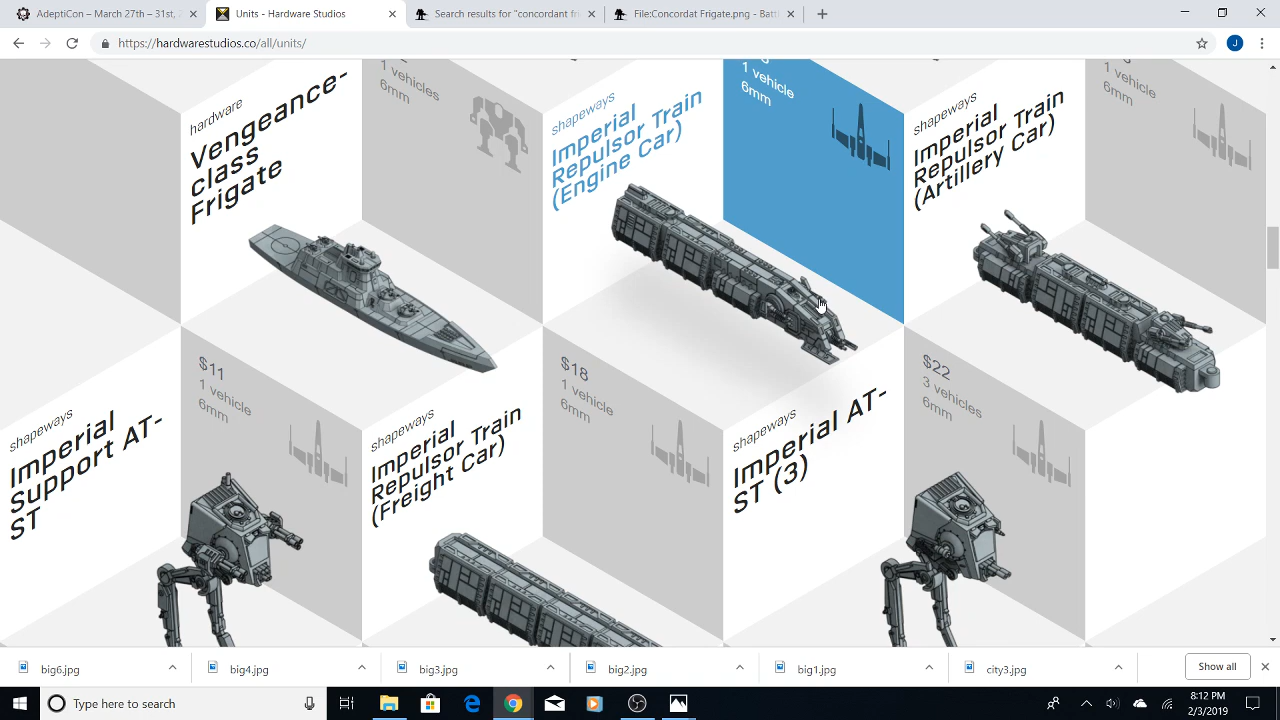 AdeptiCon – March 27th – 31st, 2
Units - Hardware Studios
Search results for "concordant fri
File:Concordat Frigate.png - Batt
https://hardwarestudios.co/all/units/
hardware
Vengeance-
class
Frigate
1 vehicles
6mm
shapeways
Imperial
Repulsor Train
(Engine Car)
1 vehicle
6mm
shapeways
Imperial
Repulsor Train
(Artillery Car)
1 vehicle
6mm
shapeways
Imperial
Support AT-
ST
$11
1 vehicle
6mm
shapeways
Imperial
Repulsor Train
(Freight Car)
$18
1 vehicle
6mm
shapeways
Imperial AT-
ST (3)
$22
3 vehicles
6mm
big6.jpg
big4.jpg
big3.jpg
big2.jpg
big1.jpg
city3.jpg
Show all
Type here to search
8:12 PM
2/3/2019